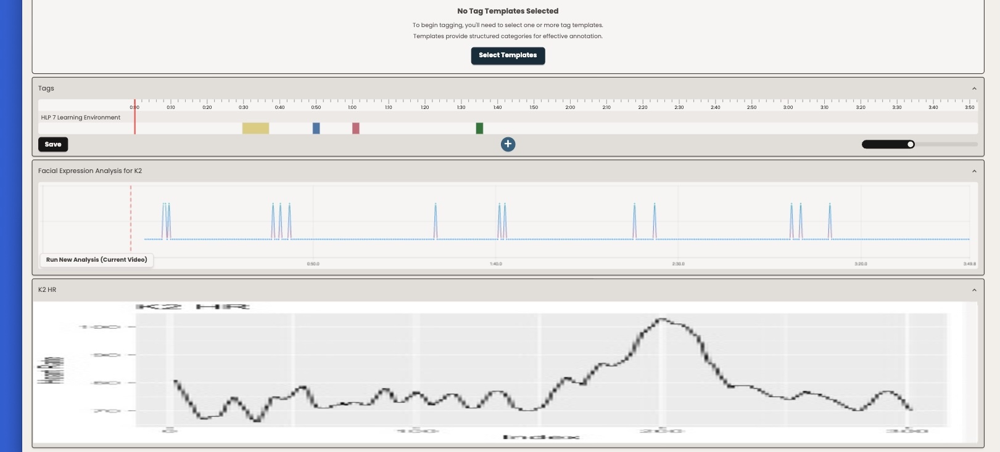 No Tag Templates Selected
To begin tagging, you'll need to select one or more tag templates.
Templates provide structured categories for effective annotation.
Select Templates
Tags
0:00 0:10 0:20 0:30 0:40 0:50 1:00 1:10 1:20 1:30 1:40 1:50 2:00 2:10 2:20 2:30 2:40 2:50 3:00 3:10 3:20 3:30 3:40 3:50
HLP 7 Learning Environment
Save
Facial Expression Analysis for K2
Run New Analysis (Current Video)
0:50.0 1:40.0 2:30.0 3:20.0 3:49.8
K2 HR
K2 HR
100
90
80
70
Heart Rate
0 100 200 300
Index